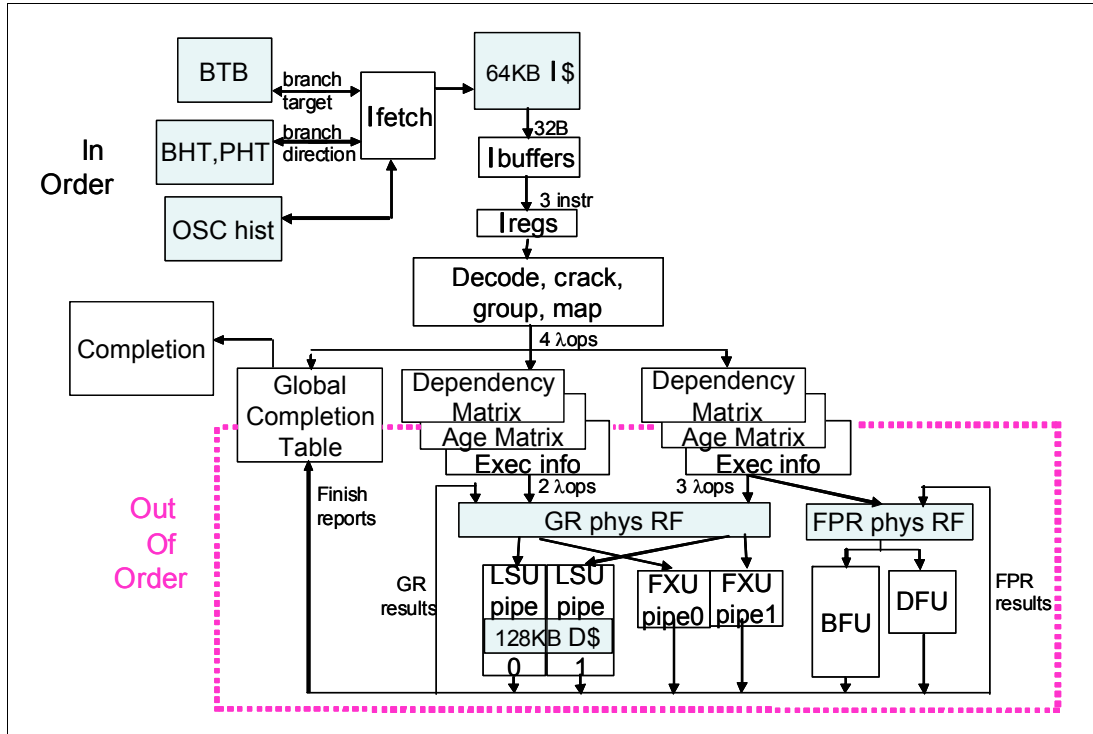 BTB
branch
target
Ifetch
64KB I$
BHT,PHT
branch
direction
32B
Ibuffers
In
Order
OSC hist
3 instr
Iregs
Decode, crack,
group, map
Completion
4 λops
Global
Completion
Table
Dependency
Matrix
Age Matrix
Exec info
Dependency
Matrix
Age Matrix
Exec info
Finish
reports
2 λops
3 λops
Out
Of
Order
GR phys RF
FPR phys RF
GR
results
LSU
pipe
LSU
pipe
128KB D$
0
1
FXU
pipe0
FXU
pipe1
BFU
DFU
FPR
results